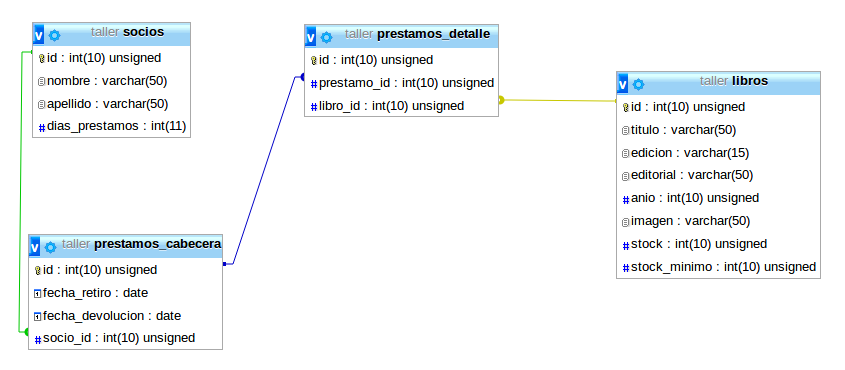 taller socios
id : int(10) unsigned
nombre : varchar(50)
apellido : varchar(50)
dias_prestamos : int(11)
taller prestamos_detalle
id : int(10) unsigned
prestamo_id : int(10) unsigned
libro_id : int(10) unsigned
taller libros
id : int(10) unsigned
titulo : varchar(50)
edicion : varchar(15)
editorial : varchar(50)
anio : int(10) unsigned
imagen : varchar(50)
stock : int(10) unsigned
stock_minimo : int(10) unsigned
taller prestamos_cabecera
id : int(10) unsigned
fecha_retiro : date
fecha_devolucion : date
socio_id : int(10) unsigned